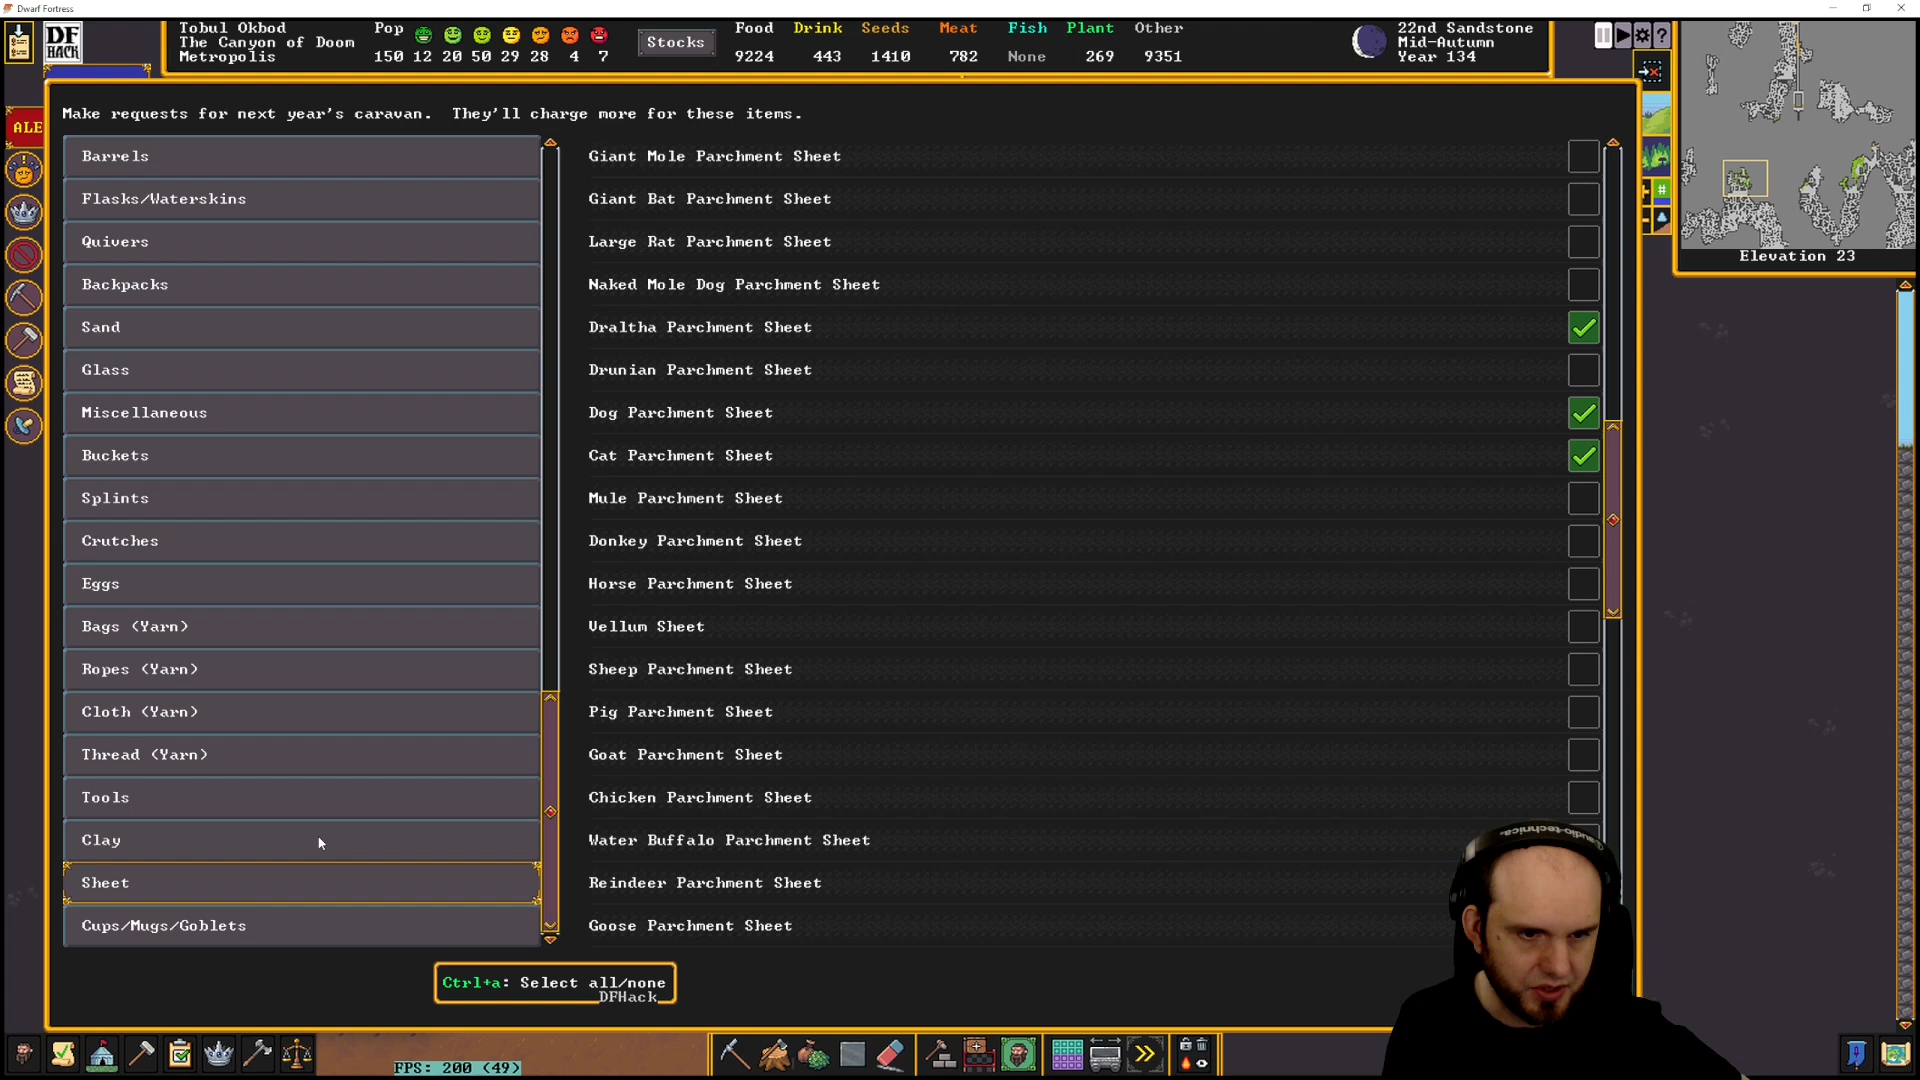 Dwarf Fortress
DF
HACK
Tobul Okbod
The Canyon of Doom
Metropolis
Pop
150 12 20 50 29 28 4 7
Stocks
Food Drink Seeds Meat Fish Plant Other
9224 443 1410 782 None 269 9351
22nd Sandstone
Mid-Autumn
Year 134
Elevation 23
ALE
Make requests for next year's caravan. They'll charge more for these items.
Barrels
Flasks/Waterskins
Quivers
Backpacks
Sand
Glass
Miscellaneous
Buckets
Splints
Crutches
Eggs
Bags (Yarn)
Ropes (Yarn)
Cloth (Yarn)
Thread (Yarn)
Tools
Clay
Sheet
Cups/Mugs/Goblets
Giant Mole Parchment Sheet
Giant Bat Parchment Sheet
Large Rat Parchment Sheet
Naked Mole Dog Parchment Sheet
Draltha Parchment Sheet
Drunian Parchment Sheet
Dog Parchment Sheet
Cat Parchment Sheet
Mule Parchment Sheet
Donkey Parchment Sheet
Horse Parchment Sheet
Vellum Sheet
Sheep Parchment Sheet
Pig Parchment Sheet
Goat Parchment Sheet
Chicken Parchment Sheet
Water Buffalo Parchment Sheet
Reindeer Parchment Sheet
Goose Parchment Sheet
Ctrl+a: Select all/none
DFHack
audio-technica
FPS: 200 (49)